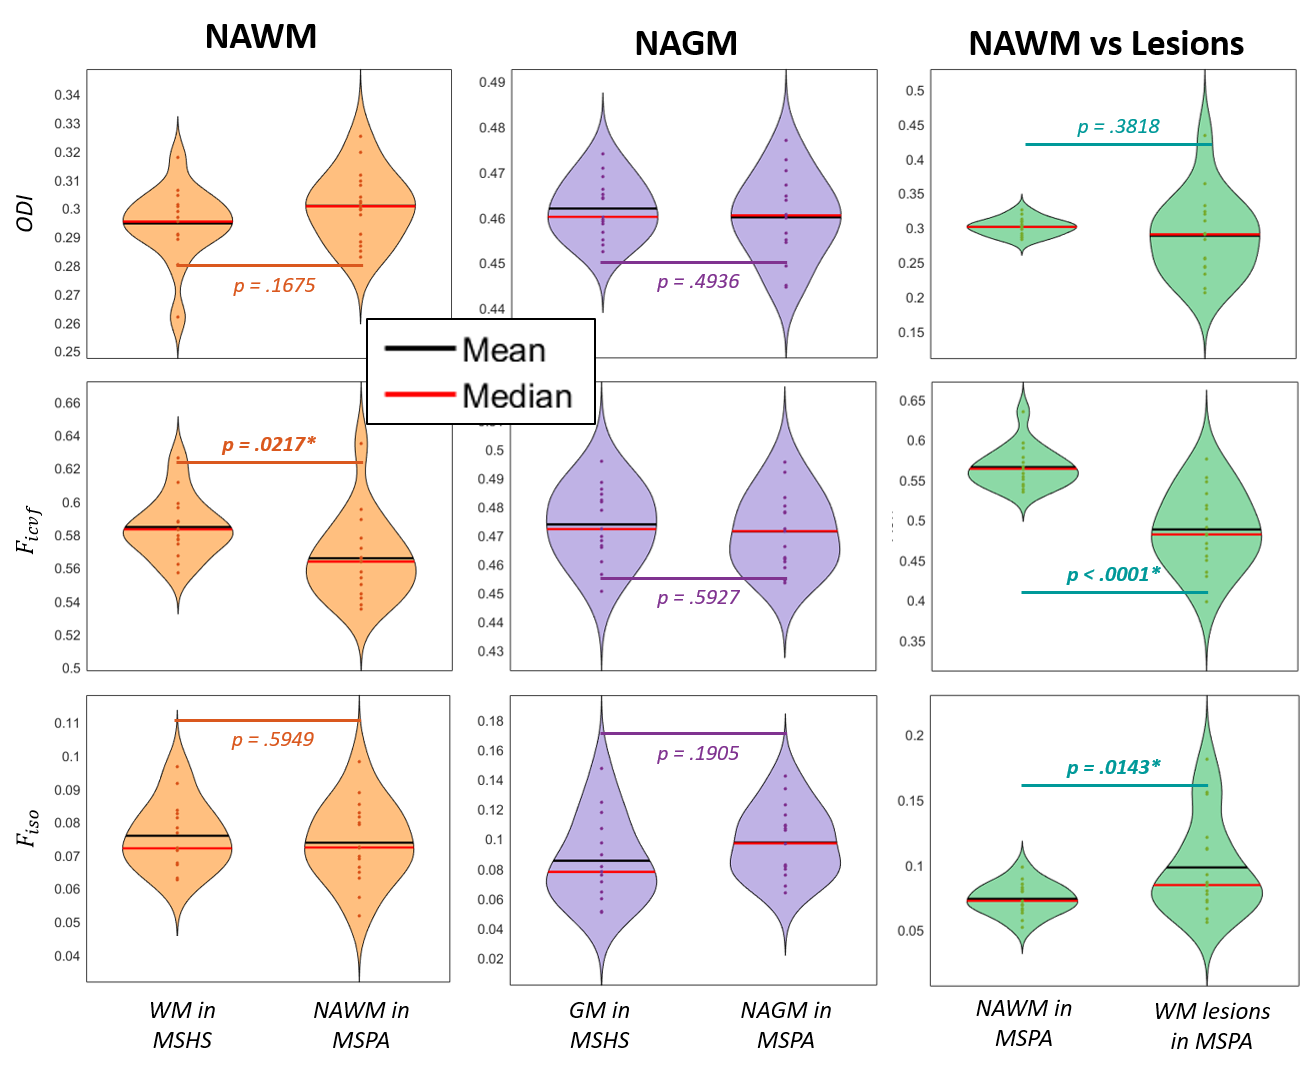 NAWM
NAGM
NAWM vs Lesions
ODI
0.34
0.33
0.32
0.31
0.3
0.29
0.28
0.27
0.26
0.25
p = .1675
0.49
0.48
0.47
0.46
0.45
0.44
p = .4936
0.5
0.45
0.4
0.35
0.3
0.25
0.2
0.15
p = .3818
Mean
Median
Ficvf
0.66
0.64
0.62
0.6
0.58
0.56
0.54
0.52
0.5
p = .0217*
0.5
0.49
0.48
0.47
0.46
0.45
0.44
0.43
p = .5927
0.65
0.6
0.55
0.5
0.45
0.4
0.35
p < .0001*
Fiso
0.11
0.1
0.09
0.08
0.07
0.06
0.05
0.04
p = .5949
0.18
0.16
0.14
0.12
0.1
0.08
0.06
0.04
0.02
p = .1905
0.2
0.15
0.1
0.05
p = .0143*
WM in
MSHS
NAWM in
MSPA
GM in
MSHS
NAGM in
MSPA
NAWM in
MSPA
WM lesions
in MSPA